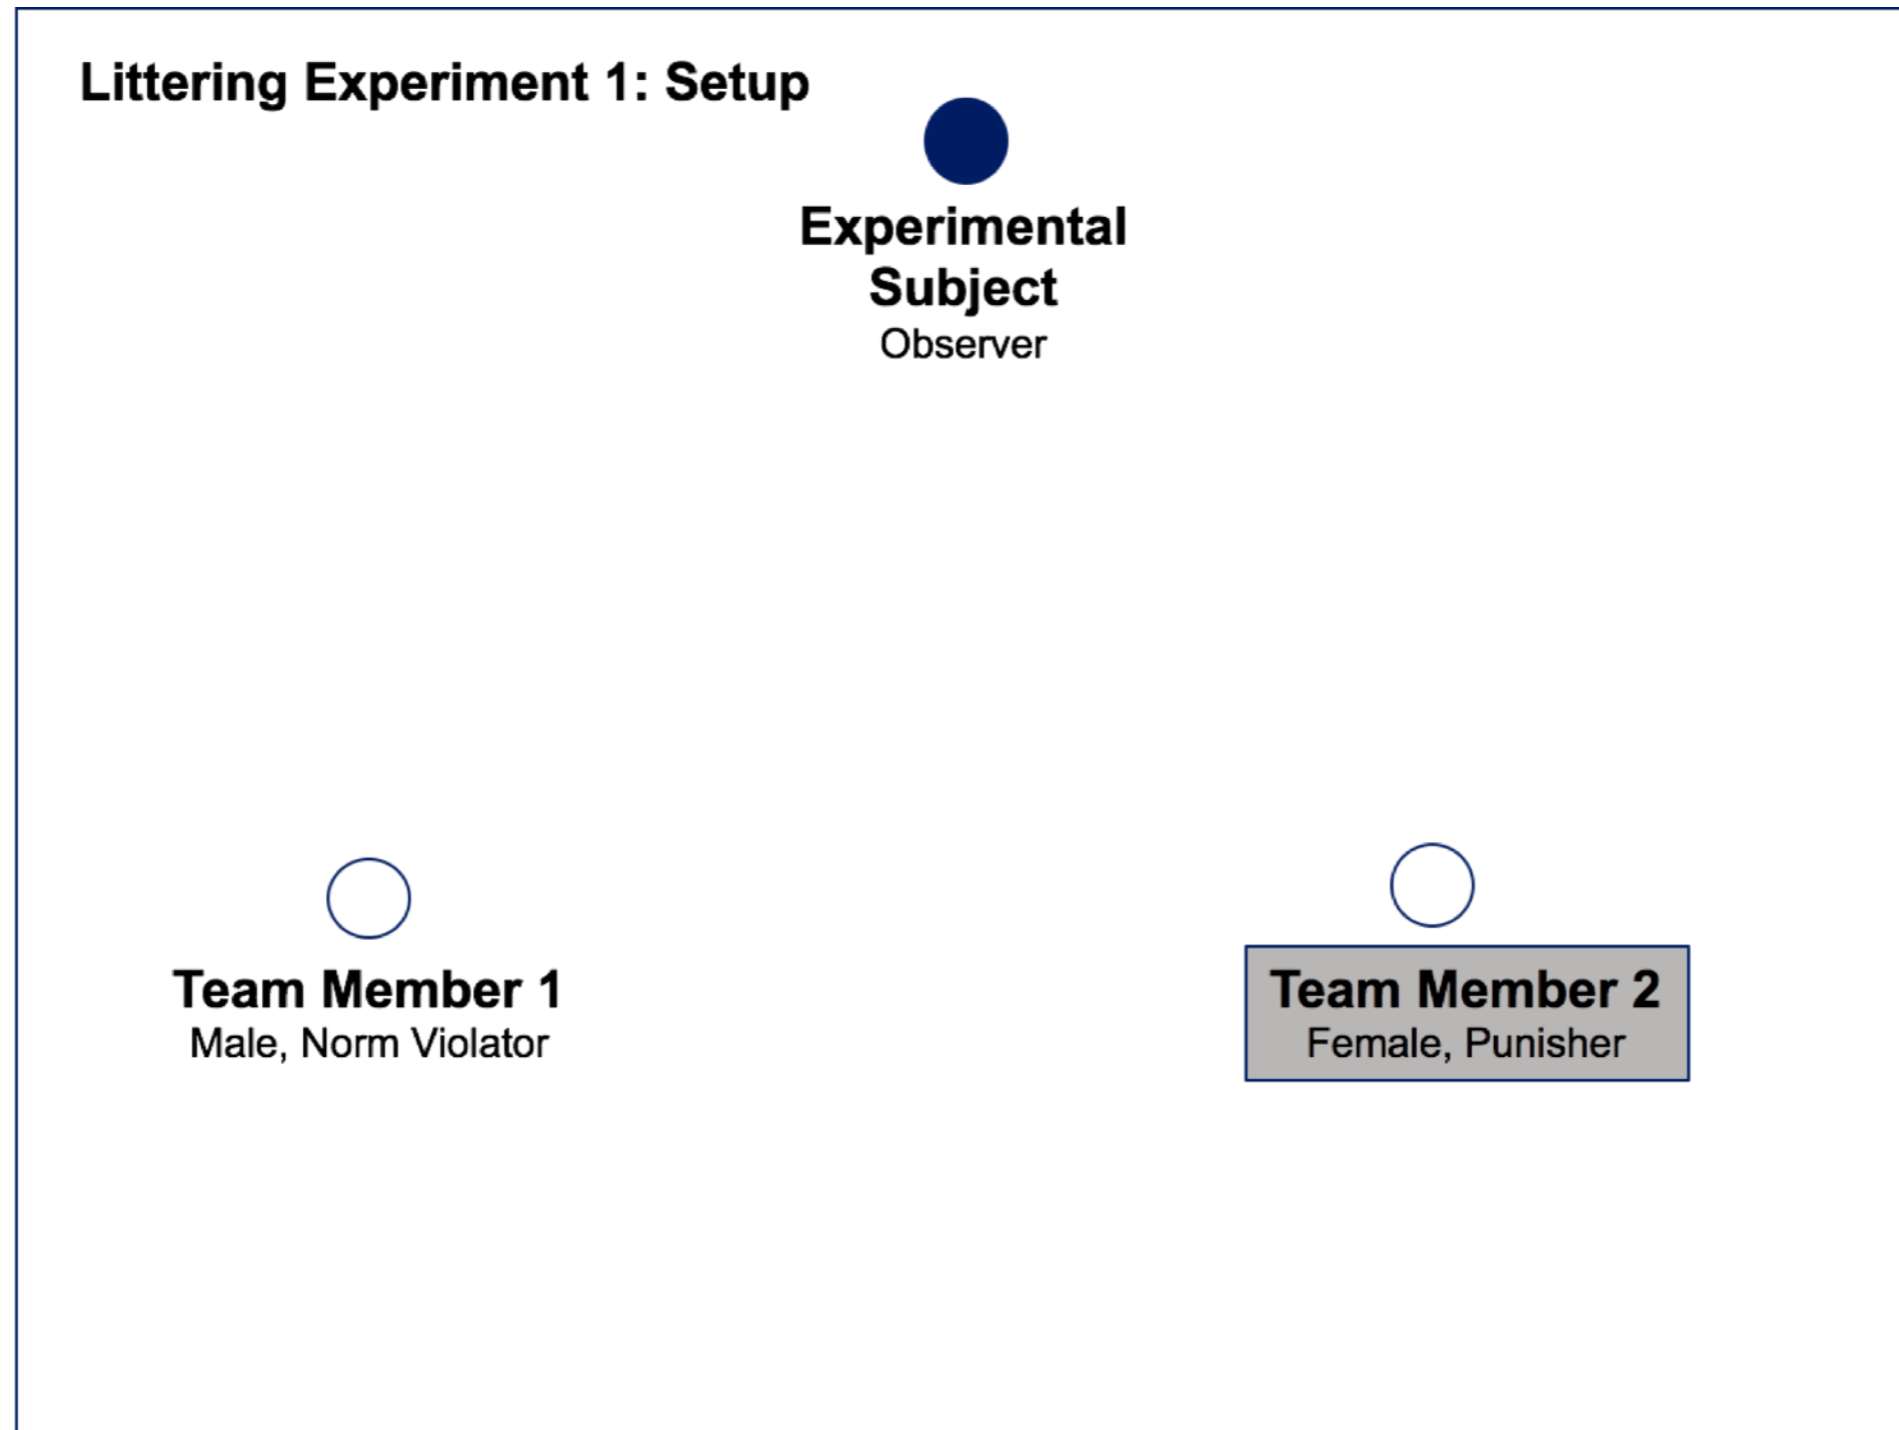 Littering Experiment 1: Setup
Experimental
Subject
Observer
Team Member 1
Male, Norm Violator
Team Member 2
Female, Punisher